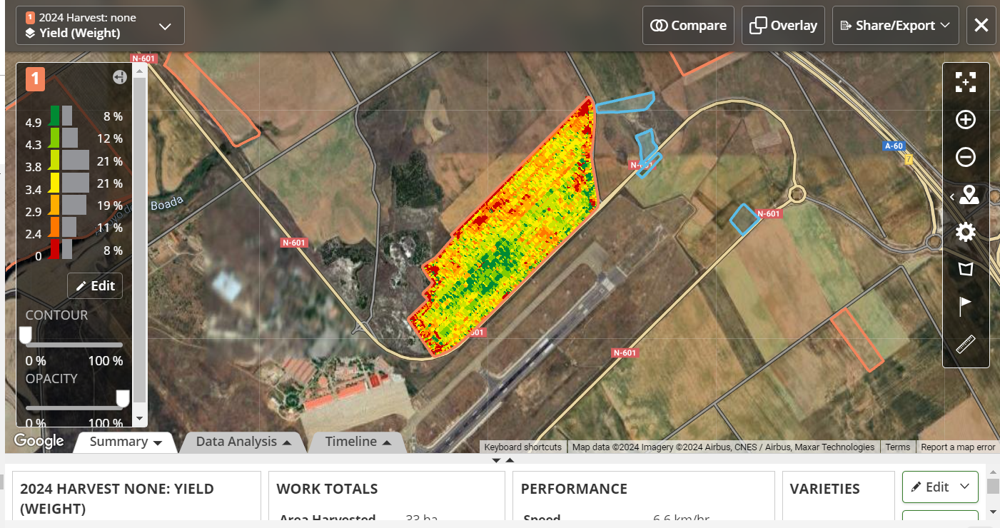 1 2024 Harvest: none
Yield (Weight)
Compare
Overlay
Share/Export
N-601
1
8 %
4.9
12 %
4.3
21 %
3.8
21 %
3.4
19 %
2.9
11 %
2.4
8 %
0
Edit
CONTOUR
0 % 100 %
OPACITY
0 % 100 %
Boada
N-601
A-60
7
N-601
N-601
N-601
Google
Summary
Data Analysis
Timeline
Keyboard shortcuts
Map data ©2024 Imagery ©2024 Airbus, CNES / Airbus, Maxar Technologies
Terms
Report a map error
2024 HARVEST NONE: YIELD
(WEIGHT)
WORK TOTALS
Area Harvested 33 ha
PERFORMANCE
Speed 6.6 km/hr
VARIETIES
Edit